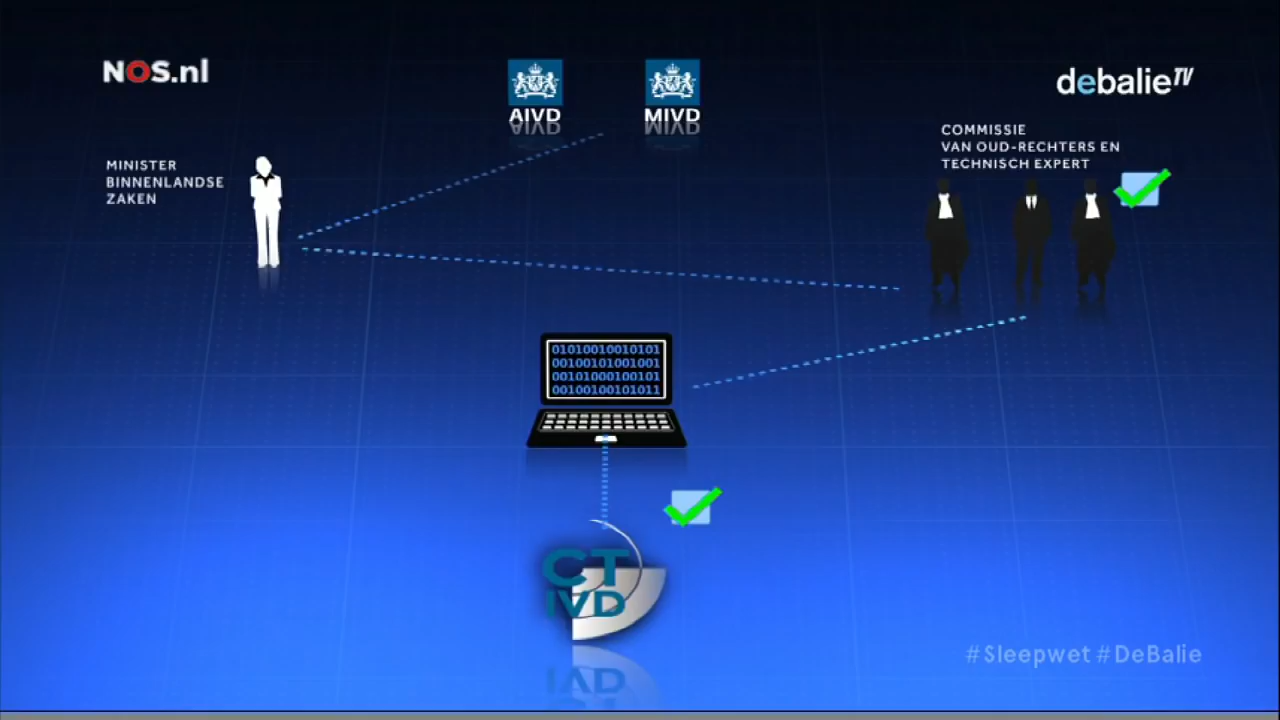 NOS.nl
debalieTV
AIVD
MIVD
COMMISSIE
VAN OUD-RECHTERS EN
TECHNISCH EXPERT
MINISTER
BINNENLANDSE
ZAKEN
01010010010101
00100101001001
00101000100101
00100100101011
CT
IVD
#Sleepwet #DeBalie